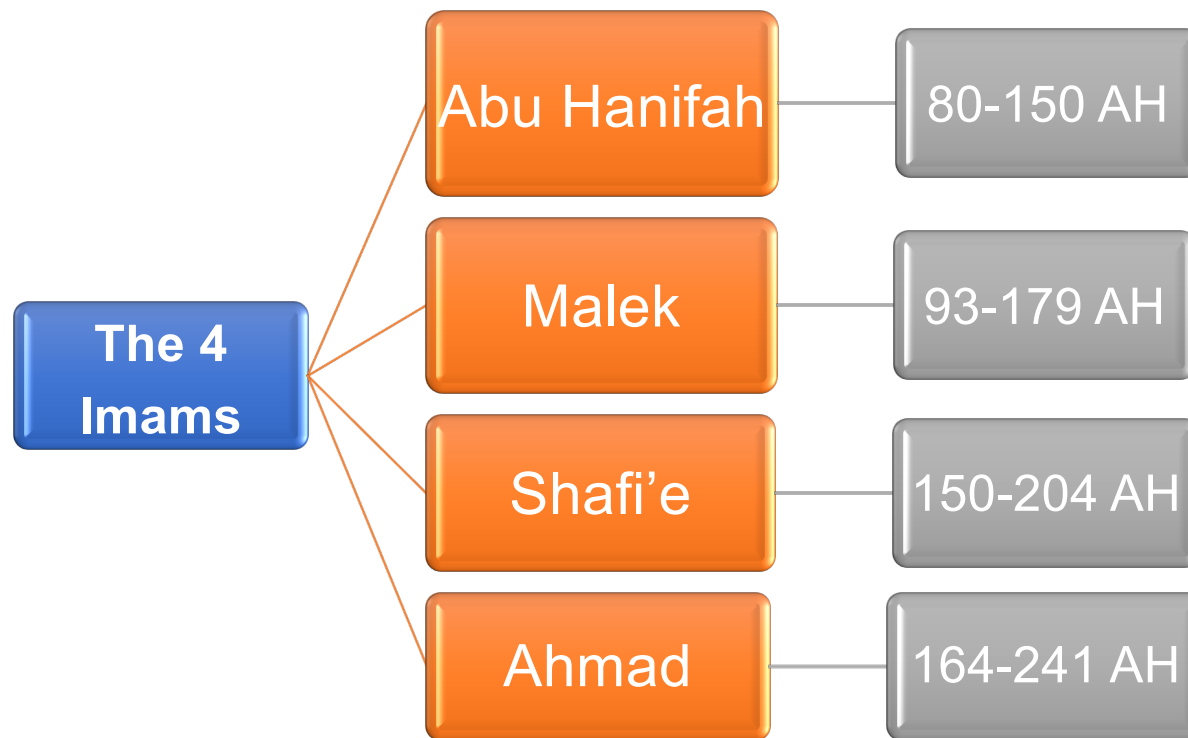 The 4
Imams
Abu Hanifah
80-150 AH
Malek
93-179 AH
Shafi’e
150-204 AH
Ahmad
164-241 AH